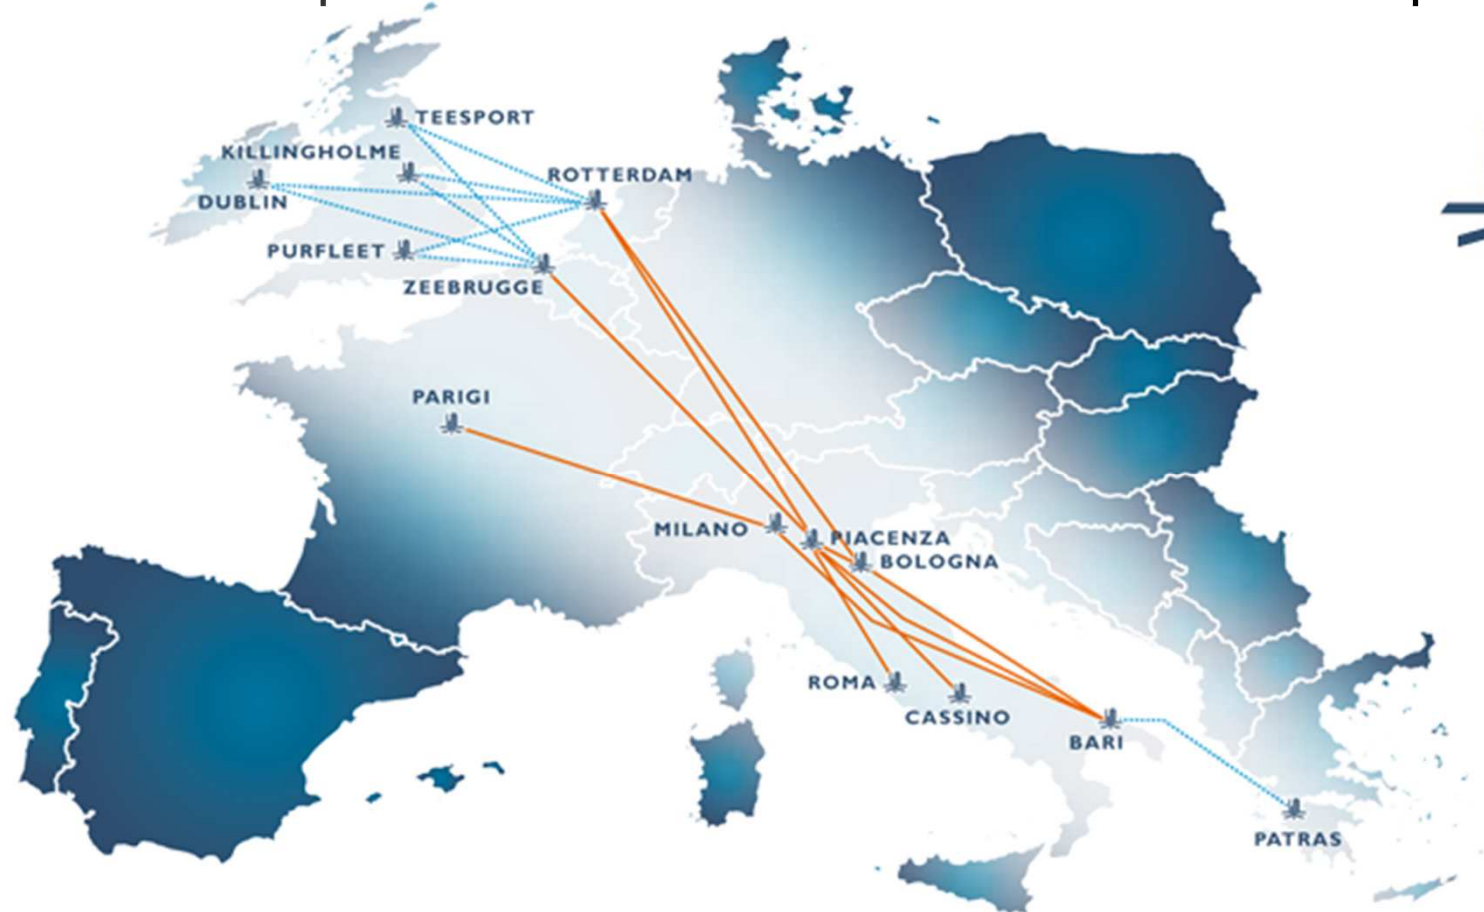 TEESPORT
KILLINGHOLME
ROTTERDAM
DUBLIN
PURFLEET
ZEEBRUGGE
PARIGI
MILANO
PIACENZA
BOLOGNA
ROMA
CASSINO
BARI
PATRAS